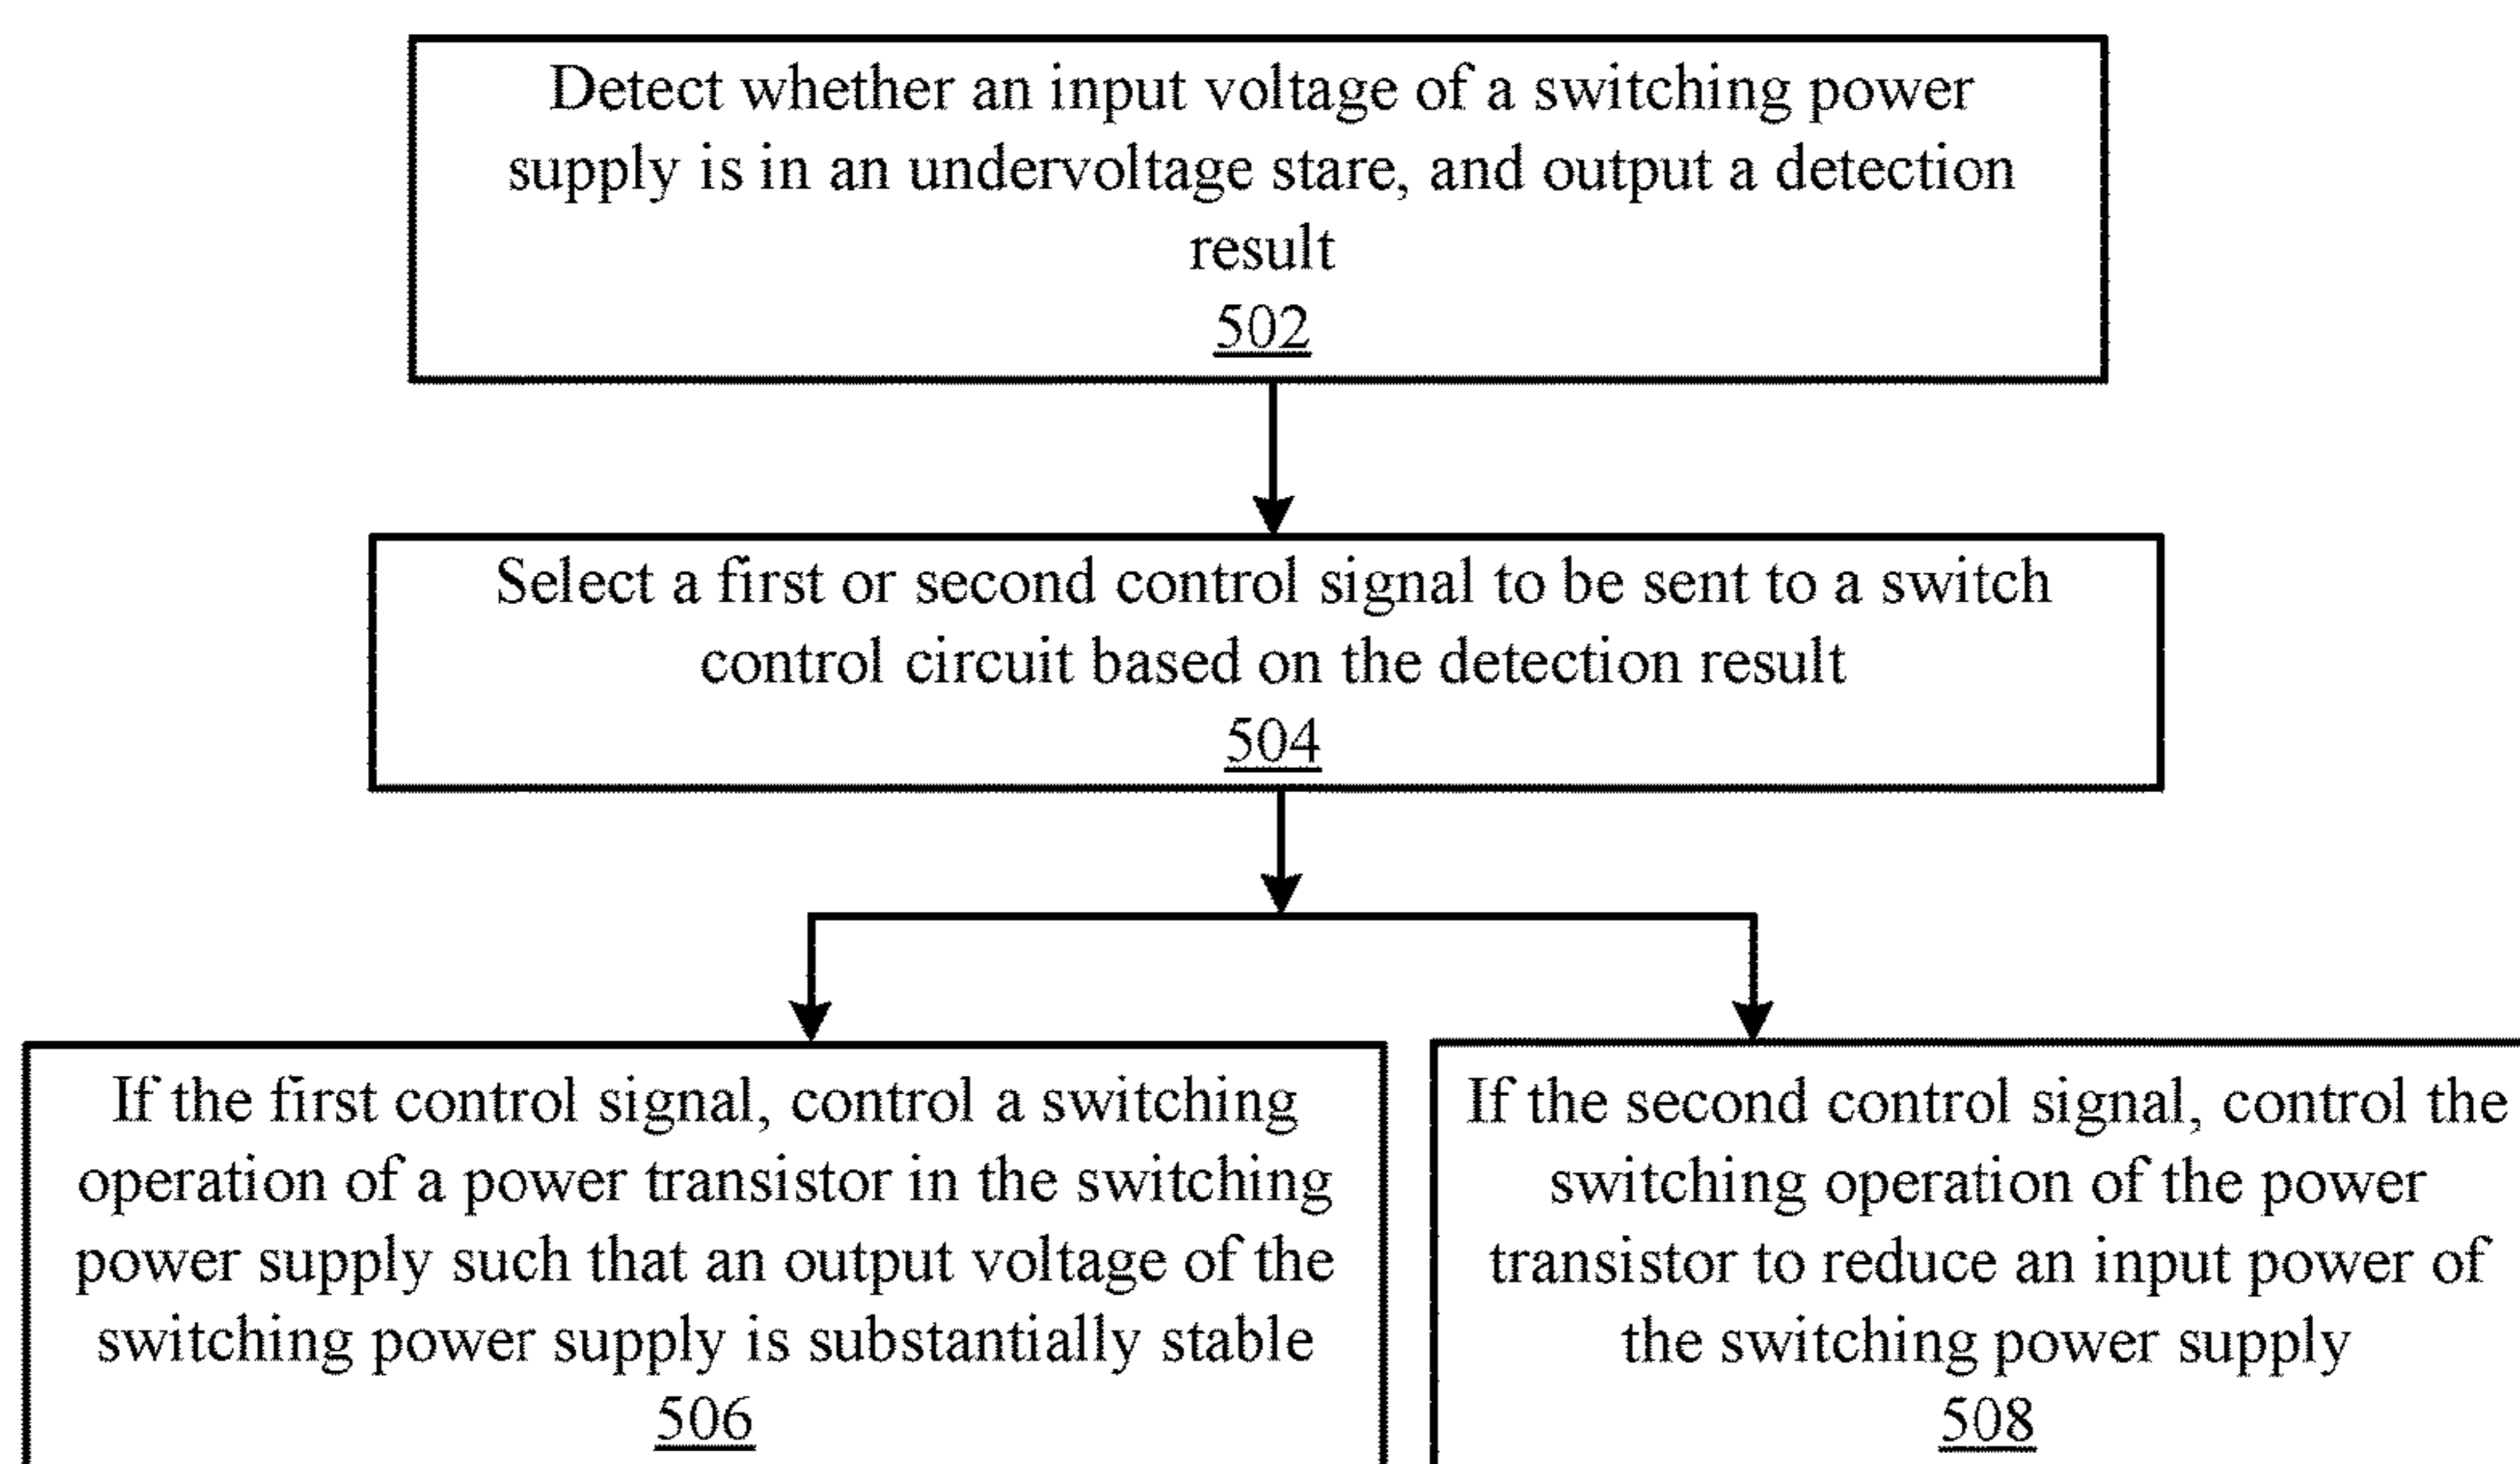 Detect whether an input voltage of a switching power
supply is in an undervoltage stare, and output a detection
result
502
Select a first or second control signal to be sent to a switch
control circuit based on the detection result
504
If the first control signal, control a switching
operation of a power transistor in the switching
power supply such that an output voltage of the
switching power supply is substantially stable
506
If the second control signal, control the
switching operation of the power
transistor to reduce an input power of
the switching power supply
508